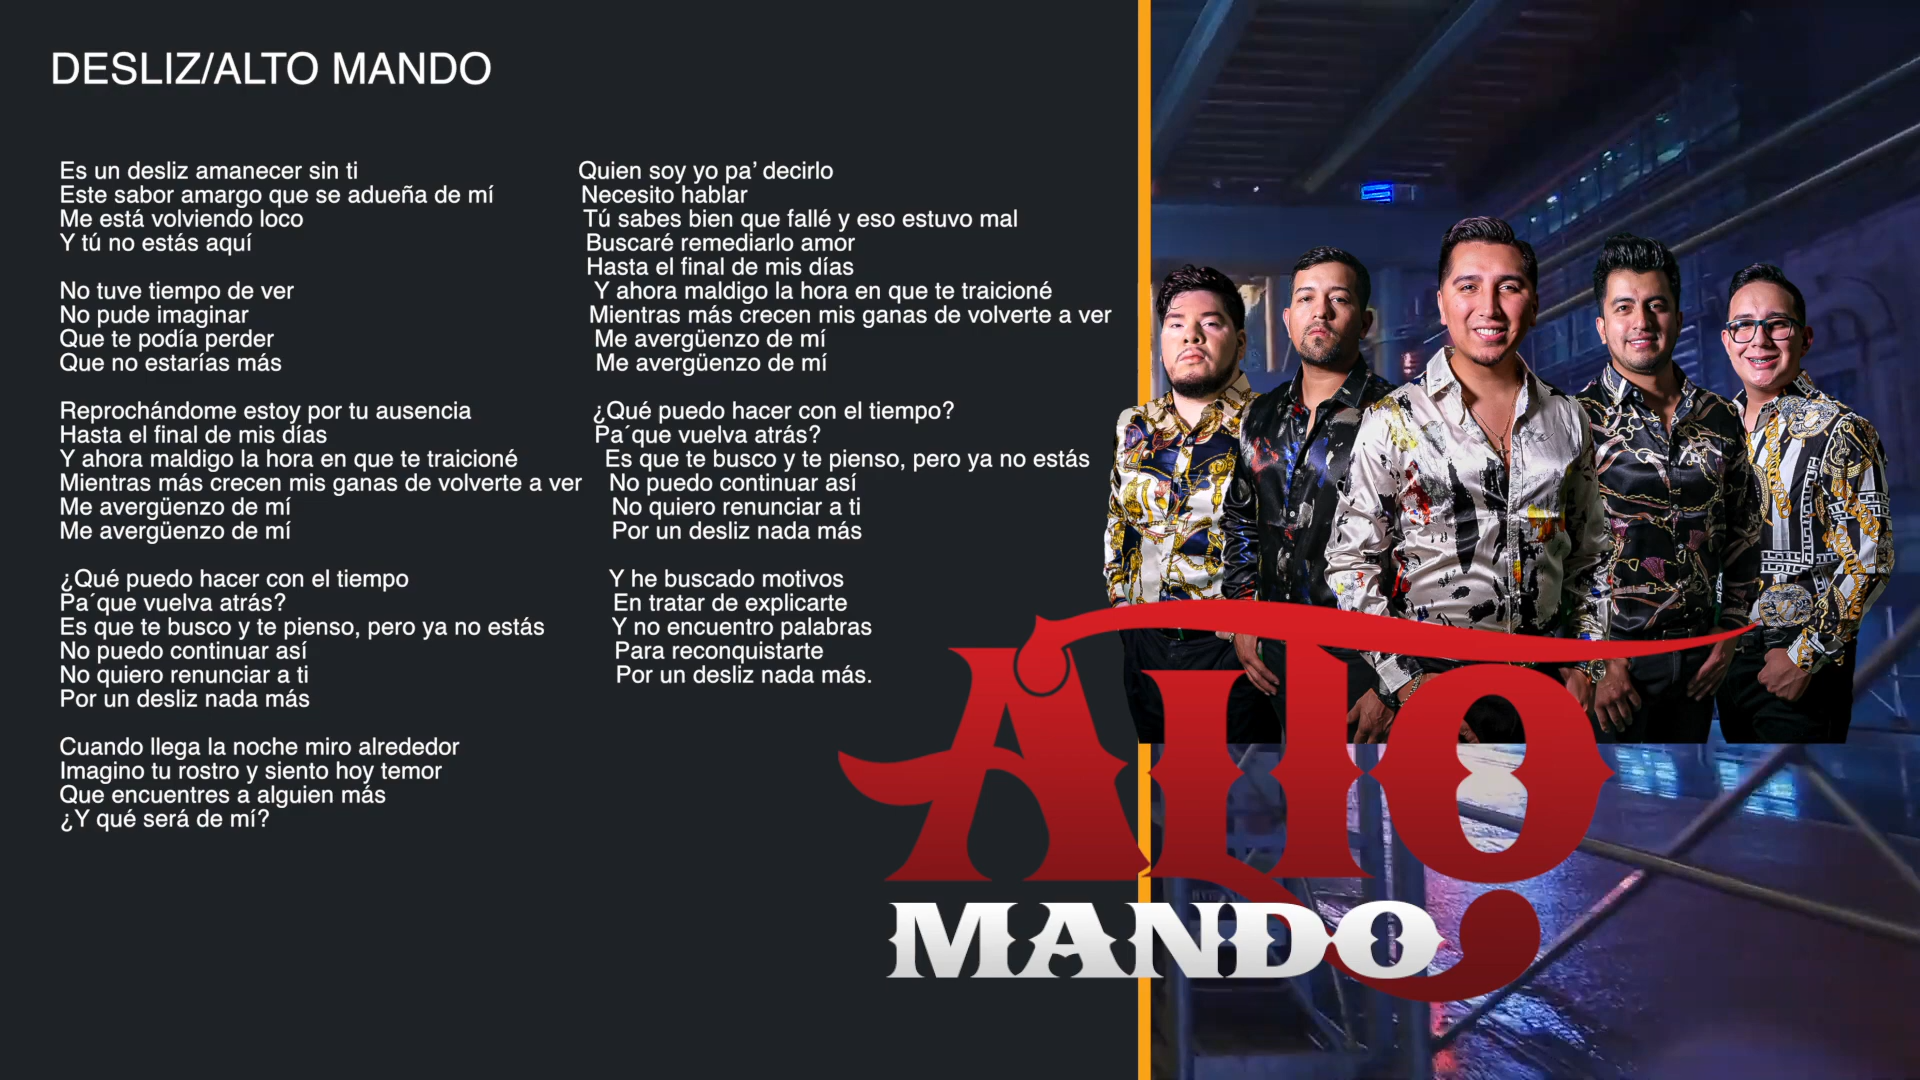 DESLIZ/ALTO MANDO
Es un desliz amanecer sin ti
Este sabor amargo que se adueña de mí
Me está volviendo loco
Y tú no estás aquí
No tuve tiempo de ver
No pude imaginar
Que te podía perder
Que no estarías más
Reprochándome estoy por tu ausencia
Hasta el final de mis días
Y ahora maldigo la hora en que te traicioné
Mientras más crecen mis ganas de volverte a ver
Me avergüenzo de mí
Me avergüenzo de mí
¿Qué puedo hacer con el tiempo
Pa´que vuelva atrás?
Es que te busco y te pienso, pero ya no estás
No puedo continuar así
No quiero renunciar a ti
Por un desliz nada más
Cuando llega la noche miro alrededor
Imagino tu rostro y siento hoy temor
Que encuentres a alguien más
¿Y qué será de mí?
Quien soy yo pa’ decirlo
Necesito hablar
Tú sabes bien que fallé y eso estuvo mal
Buscaré remediarlo amor
Hasta el final de mis días
Y ahora maldigo la hora en que te traicioné
Mientras más crecen mis ganas de volverte a ver
Me avergüenzo de mí
Me avergüenzo de mí
¿Qué puedo hacer con el tiempo?
Pa´que vuelva atrás?
Es que te busco y te pienso, pero ya no estás
No puedo continuar así
No quiero renunciar a ti
Por un desliz nada más
Y he buscado motivos
En tratar de explicarte
Y no encuentro palabras
Para reconquistarte
Por un desliz nada más.
ALTO
MANDO